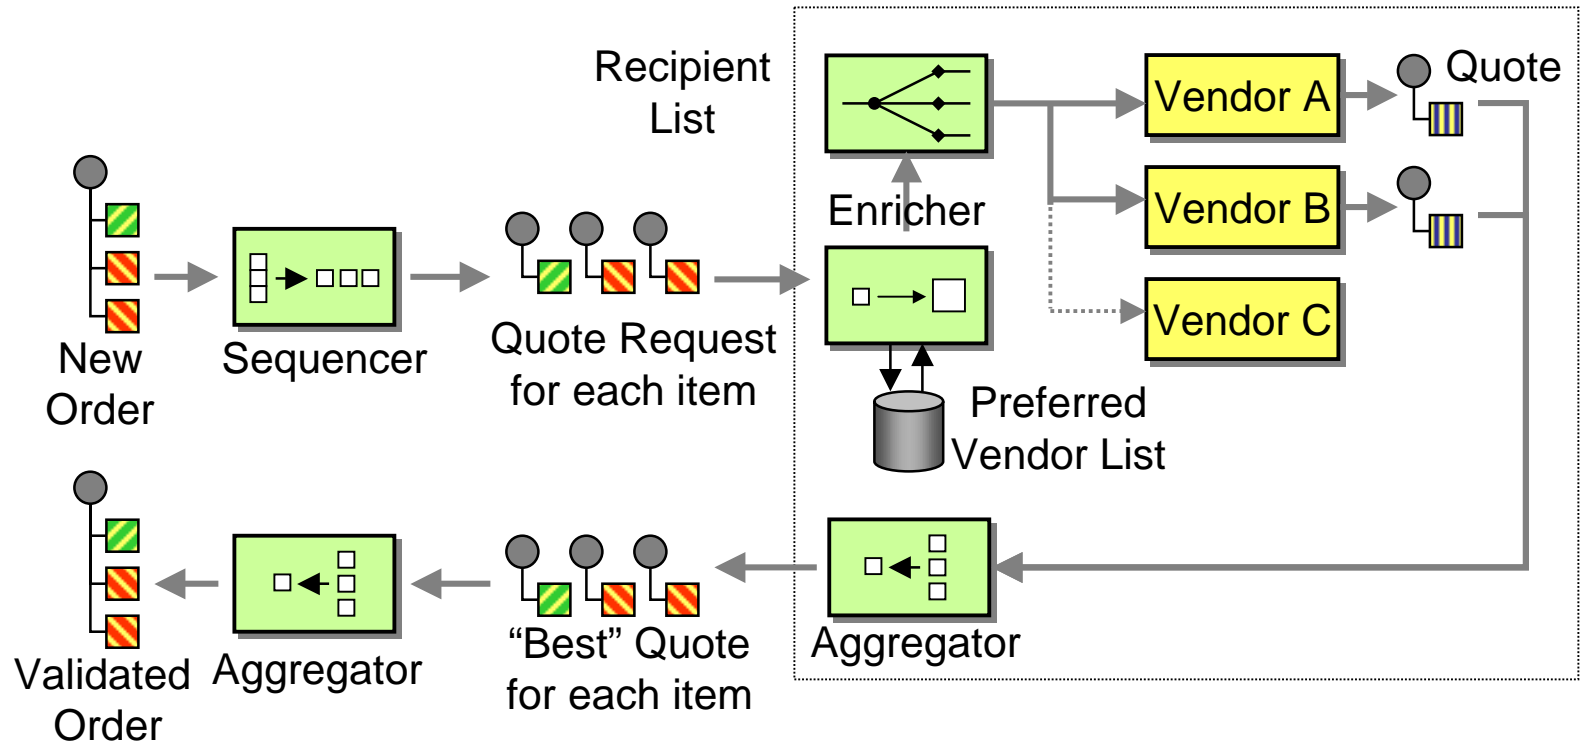 Recipient
List
Vendor A
Quote
Enricher
Vendor B
New
Order
Sequencer
Quote Request
for each item
Vendor C
Preferred
Vendor List
Validated
Order
Aggregator
“Best” Quote
for each item
Aggregator